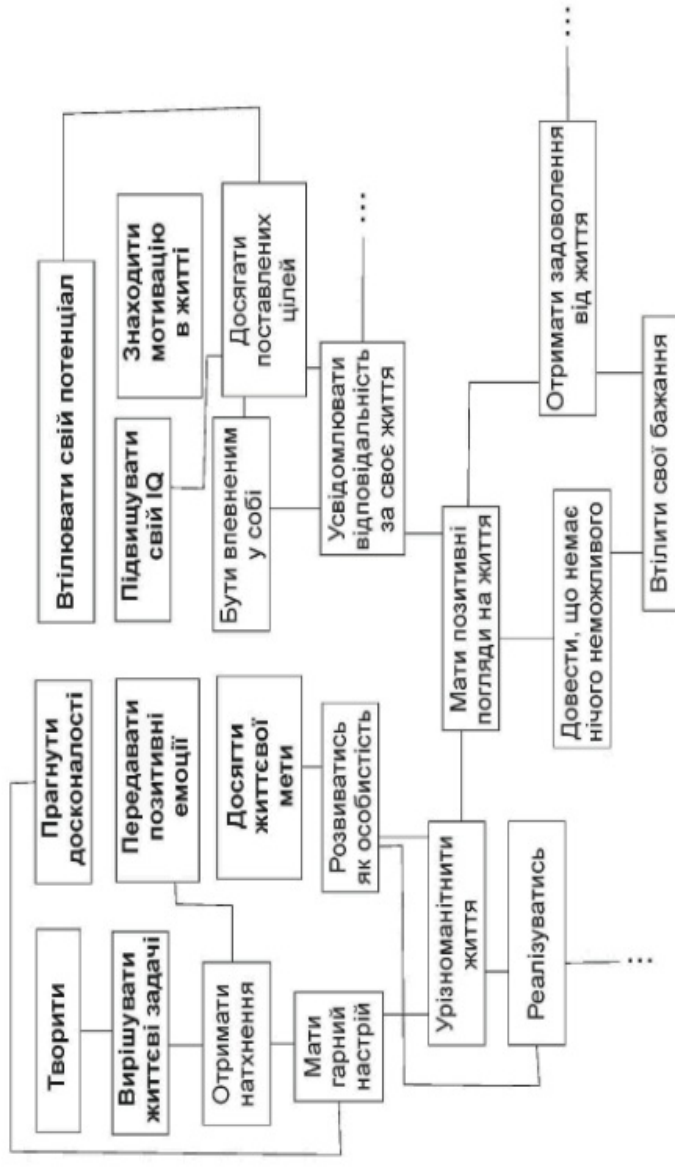 Творити
Прагнути
досконалості
Втілювати свій потенціал
Вирішувати
життєві задачі
Передавати
позитивні
емоції
Підвищувати
свій IQ
Знаходити
мотивацію
в житті
Отримати
натхнення
Досягти
життєвої
мети
Бути впевненим
у собі
Досягати
поставлених
цілей
Мати
гарний
настрій
Розвиватись
як особистість
Усвідомлювати
відповідальність
за своє життя
...
Урізноманітнити
життя
Мати позитивні
погляди на життя
Реалізуватись
Довести, що немає
нічого неможливого
Отримати задоволення
від життя
...
...
Втілити свої бажання